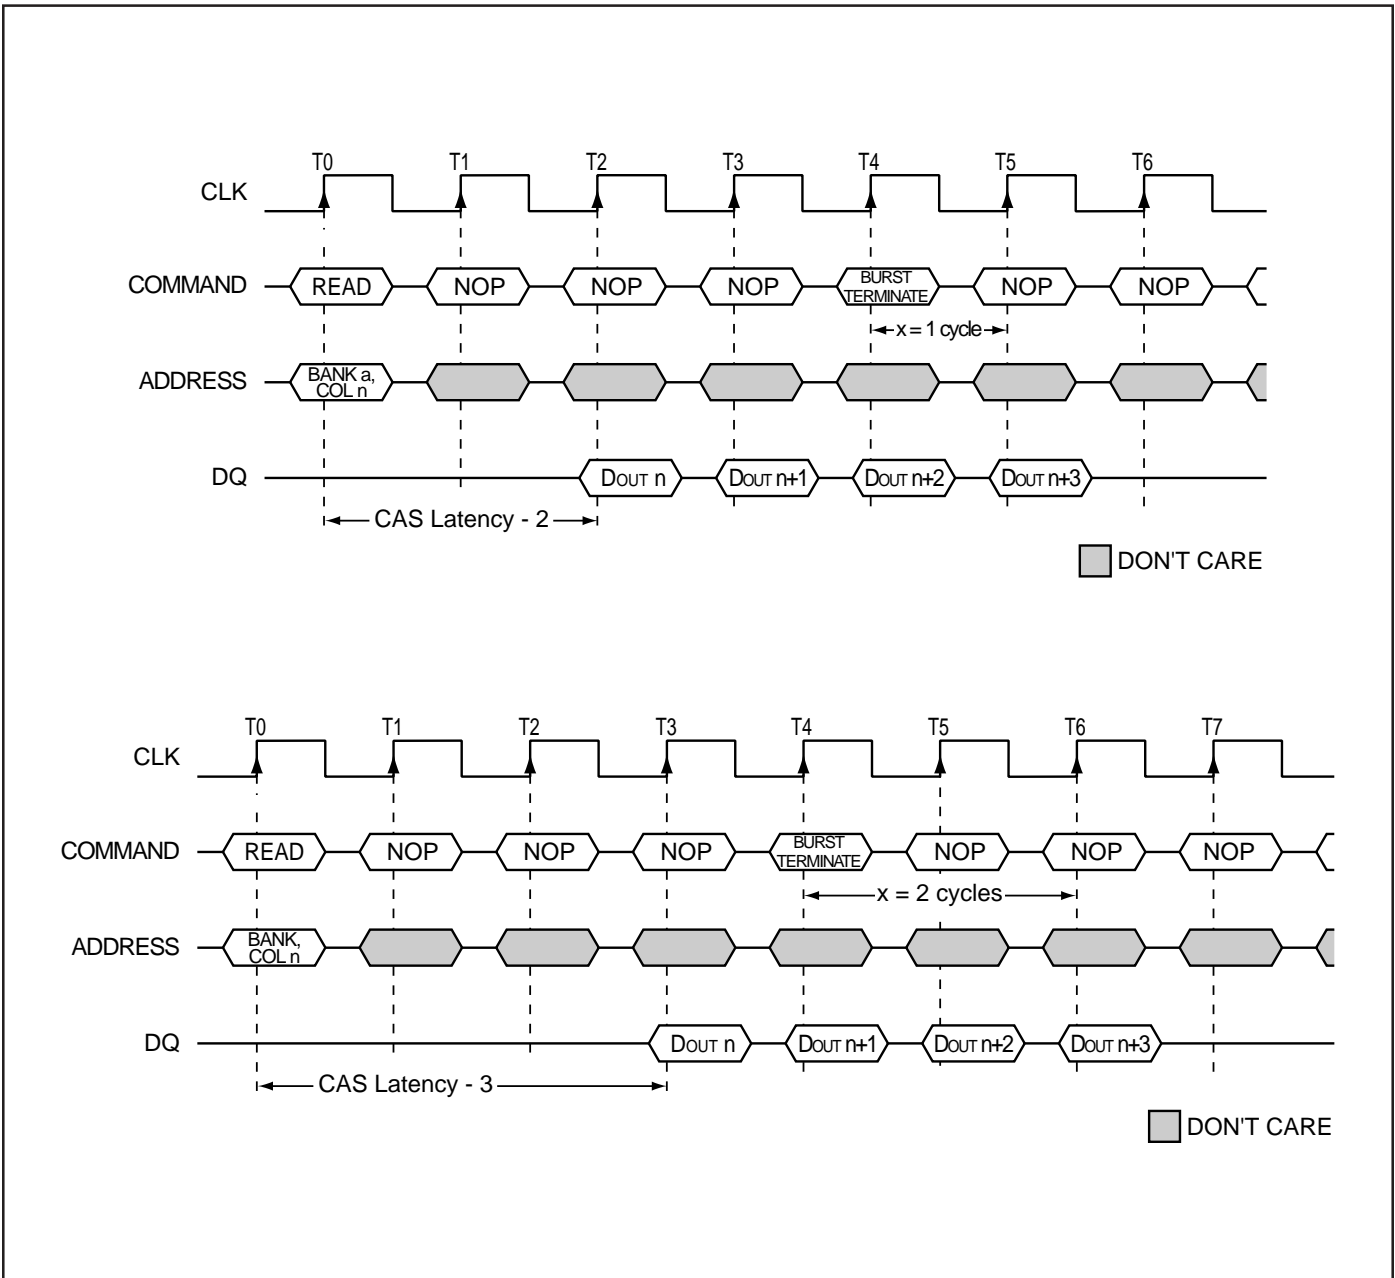 T0 T1 T2 T3 T4 T5 T6
CLK
COMMAND READ NOP NOP NOP BURST TERMINATE NOP NOP
x = 1 cycle
ADDRESS BANK a, COL n
DQ DOUT n DOUT n+1 DOUT n+2 DOUT n+3
CAS Latency - 2
DON'T CARE
T0 T1 T2 T3 T4 T5 T6 T7
CLK
COMMAND READ NOP NOP NOP BURST TERMINATE NOP NOP NOP
x = 2 cycles
ADDRESS BANK, COL n
DQ DOUT n DOUT n+1 DOUT n+2 DOUT n+3
CAS Latency - 3
DON'T CARE